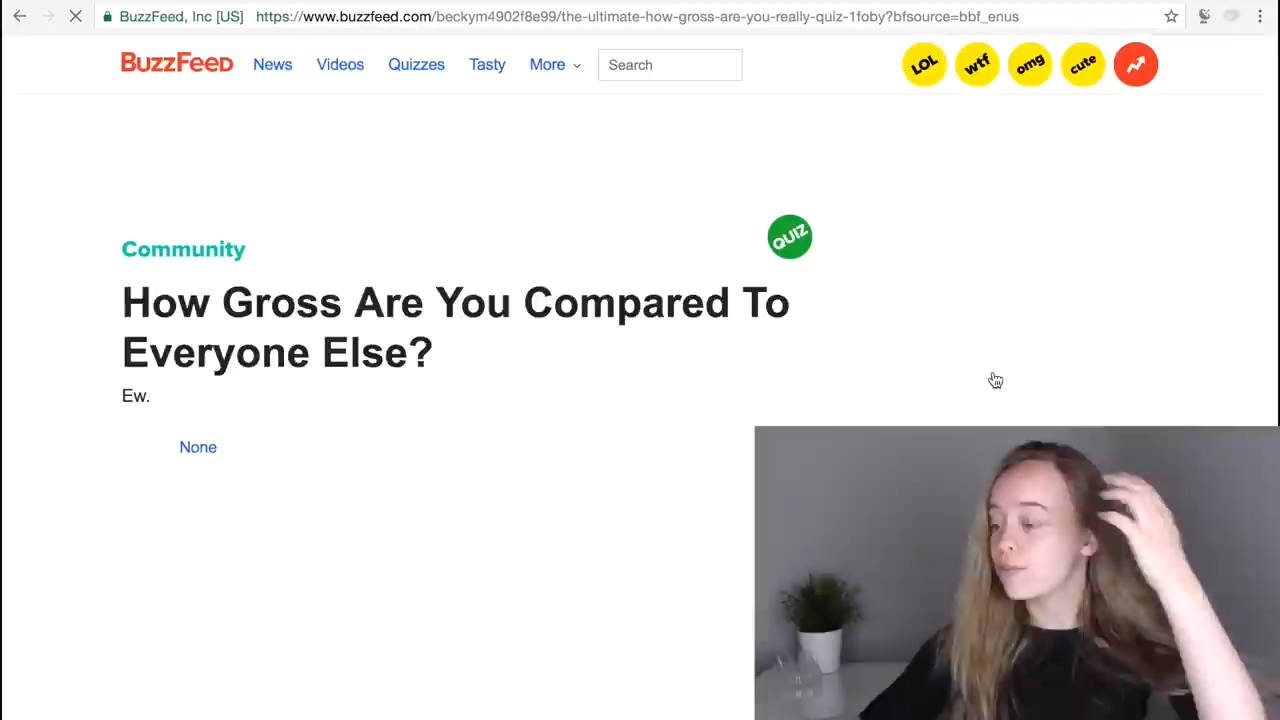 BuzzFeed, Inc [US] https://www.buzzfeed.com/beckym4902f8e99/the-ultimate-how-gross-are-you-really-quiz-1foby?bfsource=bbf_enus
BuzzFeed News Videos Quizzes Tasty More Search LOL wtf omg cute
Community QUIZ
How Gross Are You Compared To
Everyone Else?
Ew.
None